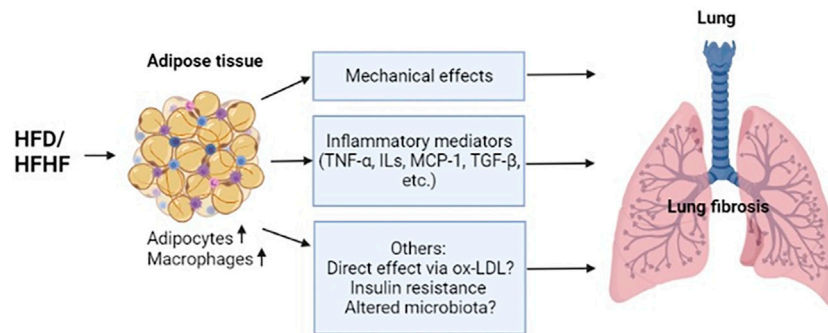 Lung
Adipose tissue
Mechanical effects
HFD/
HFHF
Inflammatory mediators
(TNF-α, ILs, MCP-1, TGF-β,
etc.)
Lung fibrosis
Adipocytes ↑
Macrophages ↑
Others:
Direct effect via ox-LDL?
Insulin resistance
Altered microbiota?